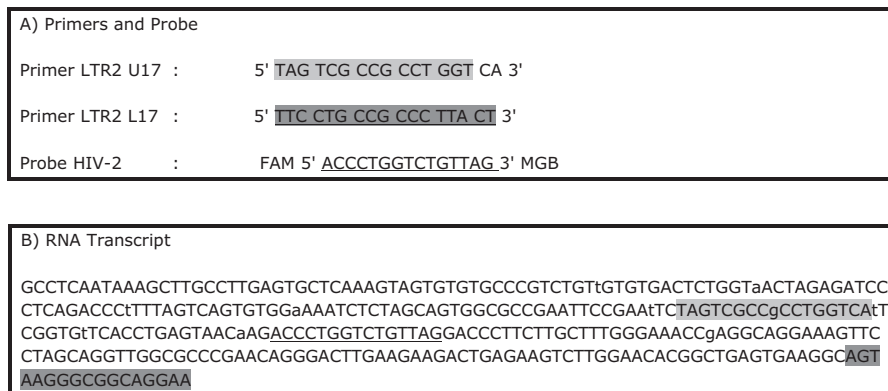 A) Primers and Probe
Primer LTR2 U17 : 5' TAG TCG CCG CCT GGT CA 3'
Primer LTR2 L17 : 5' TTC CTG CCG CCC TTA CT 3'
Probe HIV-2 : FAM 5' ACCCTGGTCTGTTAG 3' MGB
B) RNA Transcript
GCCTCAATAAAGCTTGCCTTGAGTGCTCAAAGTAGTGTGTGCCCGTCTGTtGTGTGACTCTGGTaACTAGAGATCC
CTCAGACCCtTTTAGTCAGTGTGGaAAATCTCTAGCAGTGGCGCCGAATTCCGAAtTCTAGTCGCCgCCTGGTCAtT
CGGTGtTCACCTGAGTAACaAGACCCTGGTCTGTTAGGACCCTTCTTGCTTTGGGAAACCgAGGCAGGAAAGTTC
CTAGCAGGTTGGCGCCCGAACAGGGACTTGAAGAAGACTGAGAAGTCTTGGAACACGGCTGAGTGAAGGCAGT
AAGGGCGGCAGGAA